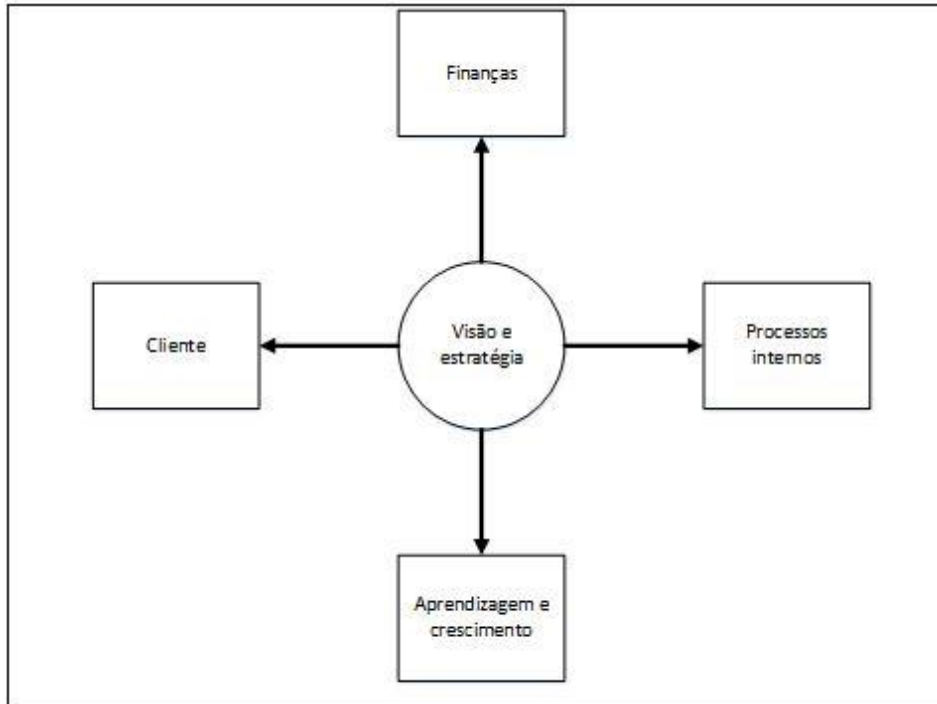 Finanças
Cliente
Visão e
estratégia
Processos
internos
Aprendizagem e
crescimento